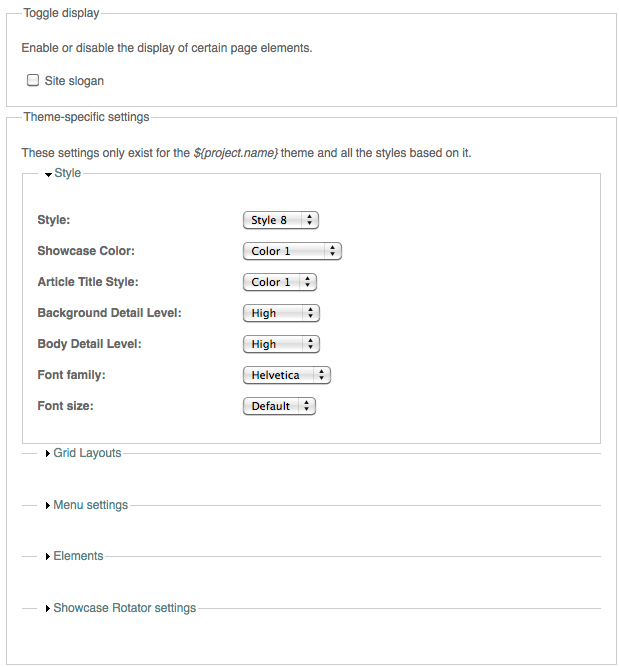 Toggle display
Enable or disable the display of certain page elements.
Site slogan
Theme-specific settings
These settings only exist for the ${project.name} theme and all the styles based on it.
Style
Style: Style 8
Showcase Color: Color 1
Article Title Style: Color 1
Background Detail Level: High
Body Detail Level: High
Font family: Helvetica
Font size: Default
Grid Layouts
Menu settings
Elements
Showcase Rotator settings